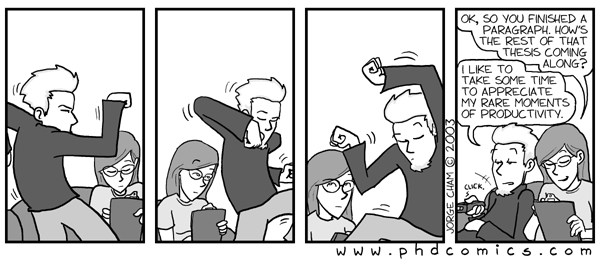 OK, SO YOU FINISHED A
PARAGRAPH. HOW'S
THE REST OF THAT
THESIS COMING
ALONG?
I LIKE TO
TAKE SOME TIME
TO APPRECIATE
MY RARE MOMENTS
OF PRODUCTIVITY.
CLICK.
JORGE CHAM © 2003
www.phdcomics.com